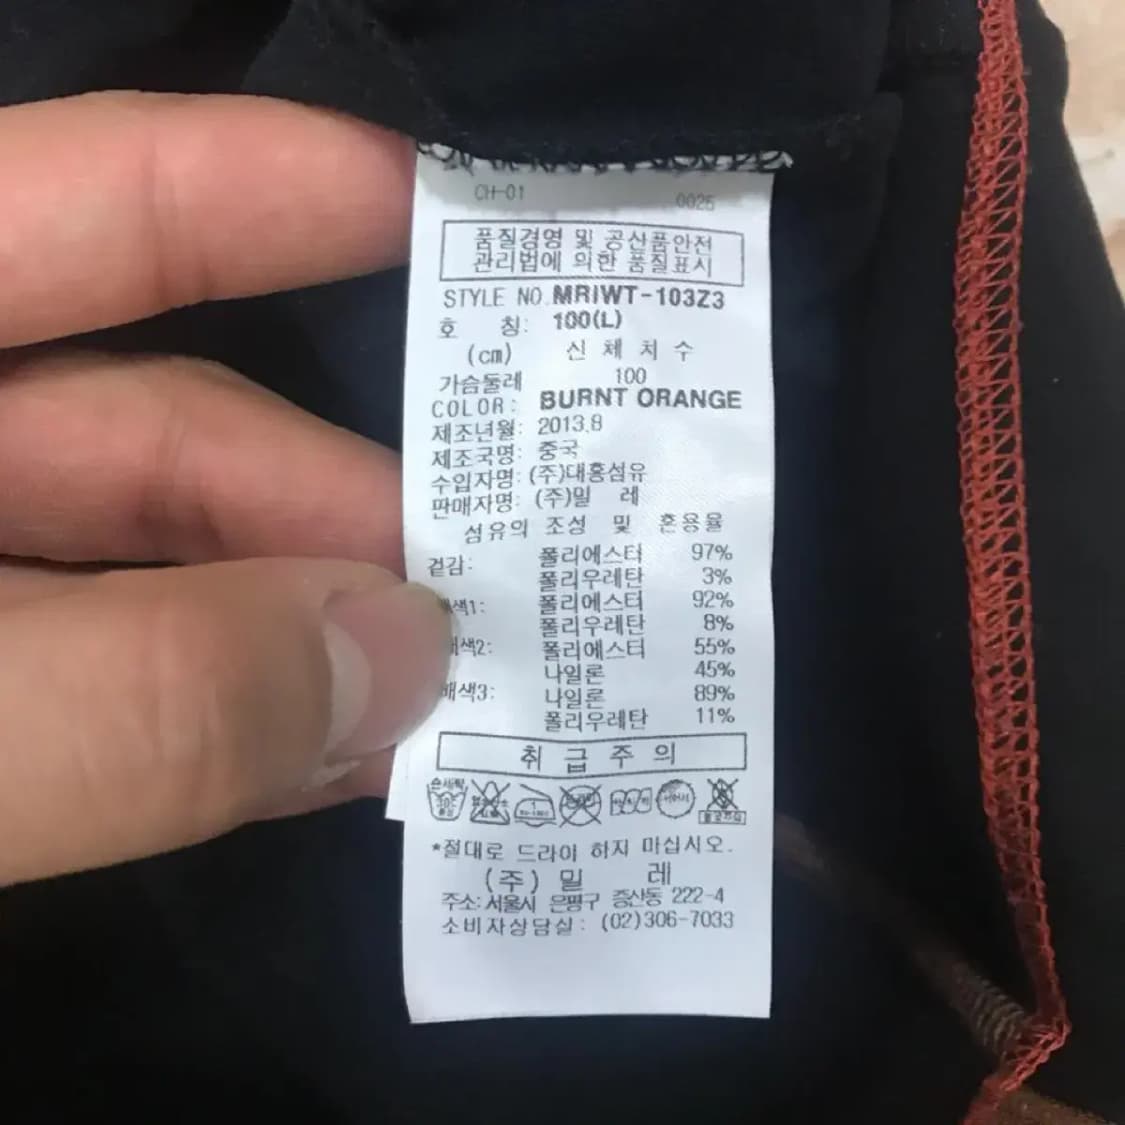 CH-01 0025
품질경영 및 공산품안전
관리법에 의한 품질표시
STYLE NO. MRIWT-103Z3
호 칭: 100(L)
(cm) 신 체 치 수
가슴둘레 100
COLOR: BURNT ORANGE
제조년월: 2013.8
제조국명: 중국
수입자명: (주)대홍섬유
판매자명: (주)밀 레
섬유의 조성 및 혼용율
겉감: 폴리에스터 97%
폴리우레탄 3%
색1: 폴리에스터 92%
폴리우레탄 8%
배색2: 폴리에스터 55%
나일론 45%
배색3: 나일론 89%
폴리우레탄 11%
취 급 주 의
손세탁
*절대로 드라이 하지 마십시오.
(주) 밀 레
주소: 서울시 은평구 증산동 222-4
소비자상담실: (02)306-7033